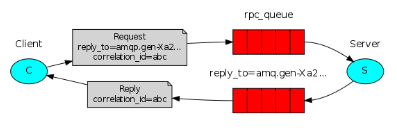 rpc_queue
Request
reply_to=amqp.gen-Xa2...
correlation_id=abc
Client
Server
C
S
reply_to=amq.gen-Xa2...
Reply
correlation_id=abc